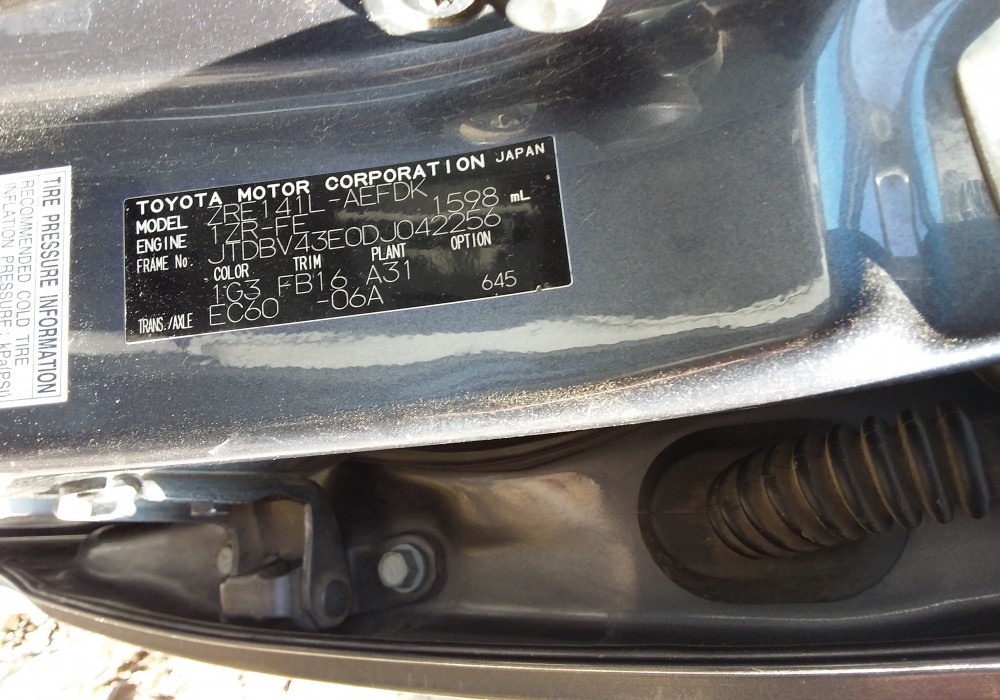 TOYOTA MOTOR CORPORATION JAPAN
MODEL ZRE141L-AEFDK
ENGINE 1ZR-FE 1598 mL
FRAME No. JTDBV43E0DJ042256
COLOR TRIM PLANT OPTION
1G3 FB16 A31
TRANS./AXLE EC60 -06A 645
TIRE PRESSURE INFORMATION
RECOMMENDED COLD TIRE
INFLATION PRESSURE : kPa(PSI)